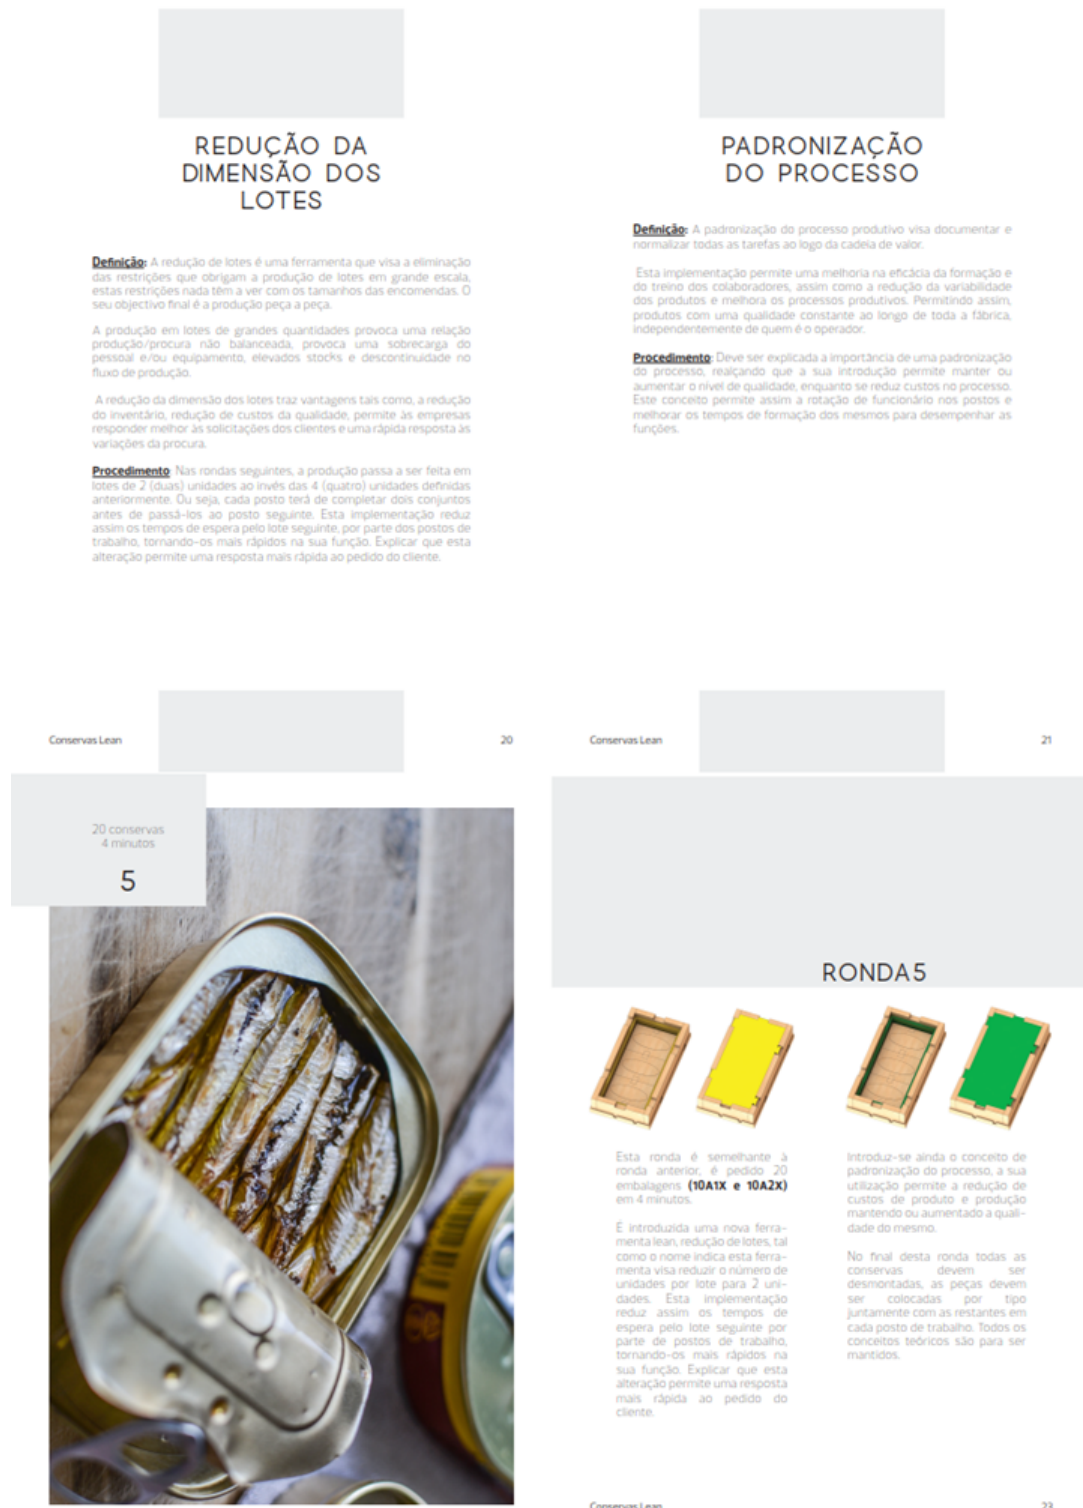 REDUÇÃO DA
DIMENSÃO DOS
LOTES
Definição: A redução de lotes é uma ferramenta que visa a eliminação
das restrições que obrigam a produção de lotes em grande escala,
estas restrições nada têm a ver com os tamanhos das encomendas. O
seu objectivo final é a produção peça a peça.
A produção em lotes de grandes quantidades provoca uma relação
produção/procura não balanceada, provoca uma sobrecarga do
pessoal e/ou equipamento, elevados stocks e descontinuidade no
fluxo de produção.
A redução da dimensão dos lotes traz vantagens tais como, a redução
do inventário, redução de custos da qualidade, permite às empresas
responder melhor às solicitações dos clientes e uma rápida resposta às
variações da procura.
Procedimento: Nas rondas seguintes, a produção passa a ser feita em
lotes de 2 (duas) unidades ao invés das 4 (quatro) unidades definidas
anteriormente. Ou seja, cada posto terá de completar dois conjuntos
antes de passá-los ao posto seguinte. Esta implementação reduz
assim os tempos de espera pelo lote seguinte, por parte dos postos de
trabalho, tornando-os mais rápidos na sua função. Explicar que esta
alteração permite uma resposta mais rápida ao pedido do cliente.
Conservas Lean
20
PADRONIZAÇÃO
DO PROCESSO
Definição: A padronização do processo produtivo visa documentar e
normalizar todas as tarefas ao logo da cadeia de valor.
Esta implementação permite uma melhoria na eficácia da formação e
do treino dos colaboradores, assim como a redução da variabilidade
dos produtos e melhora os processos produtivos. Permitindo assim,
produtos com uma qualidade constante ao longo de toda a fábrica,
independentemente de quem é o operador.
Procedimento: Deve ser explicada a importância de uma padronização
do processo, realçando que a sua introdução permite manter ou
aumentar o nível de qualidade, enquanto se reduz custos no processo.
Este conceito permite assim a rotação de funcionário nos postos e
melhorar os tempos de formação dos mesmos para desempenhar as
funções.
Conservas Lean
21
20 conservas
4 minutos
5
RONDA5
Esta ronda é semelhante à
ronda anterior, é pedido 20
embalagens (10A1X e 10A2X)
em 4 minutos.
É introduzida uma nova ferra-
menta lean, redução de lotes, tal
como o nome indica esta ferra-
menta visa reduzir o número de
unidades por lote para 2 uni-
dades. Esta implementação
reduz assim os tempos de
espera pelo lote seguinte por
parte de postos de trabalho,
tornando-os mais rápidos na
sua função. Explicar que esta
alteração permite uma resposta
mais rápida ao pedido do
cliente.
Introduz-se ainda o conceito de
padronização do processo, a sua
utilização permite a redução de
custos de produto e produção
mantendo ou aumentado a quali-
dade do mesmo.
No final desta ronda todas as
conservas devem ser
desmontadas, as peças devem
ser colocadas por tipo
juntamente com as restantes em
cada posto de trabalho. Todos os
conceitos teóricos são para ser
mantidos.
Conservas Lean
23